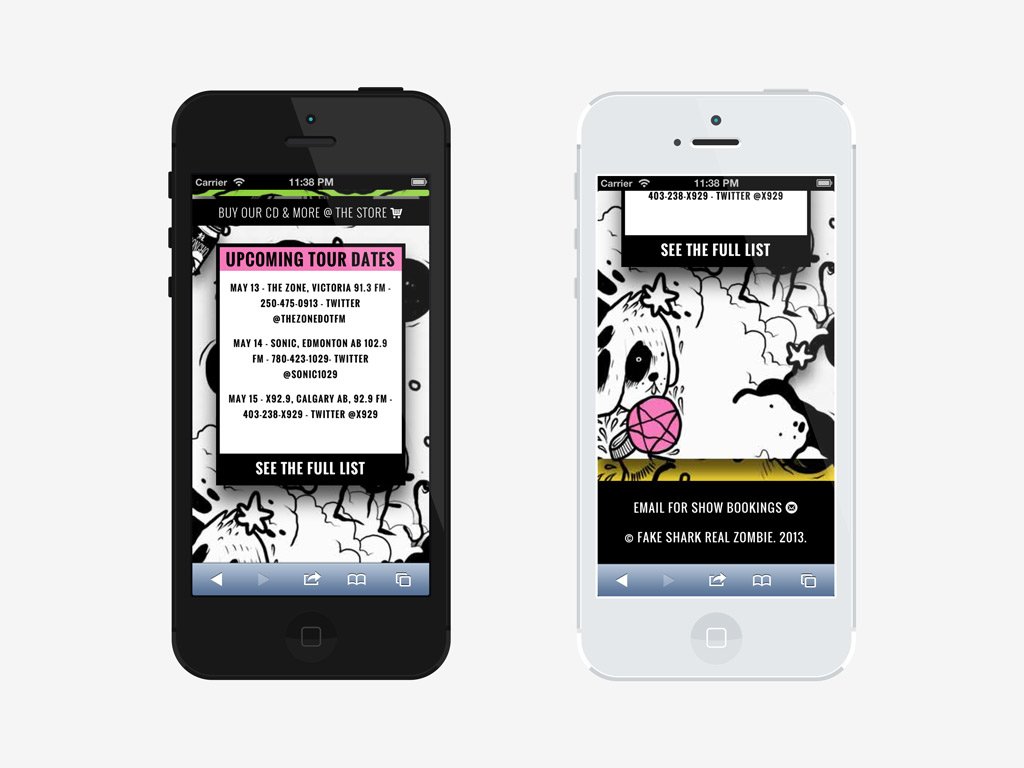 Carrier 11:38 PM
BUY OUR CD & MORE @ THE STORE
UPCOMING TOUR DATES
MAY 13 - THE ZONE, VICTORIA 91.3 FM -
250-475-0913 - TWITTER
@THEZONEDOTFM
MAY 14 - SONIC, EDMONTON AB 102.9
FM - 780-423-1029- TWITTER
@SONIC1029
MAY 15 - X92.9, CALGARY AB, 92.9 FM -
403-238-X929 - TWITTER @X929
SEE THE FULL LIST
Carrier 11:38 PM
403-238-X929 - TWITTER @X929
SEE THE FULL LIST
EMAIL FOR SHOW BOOKINGS
© FAKE SHARK REAL ZOMBIE. 2013.